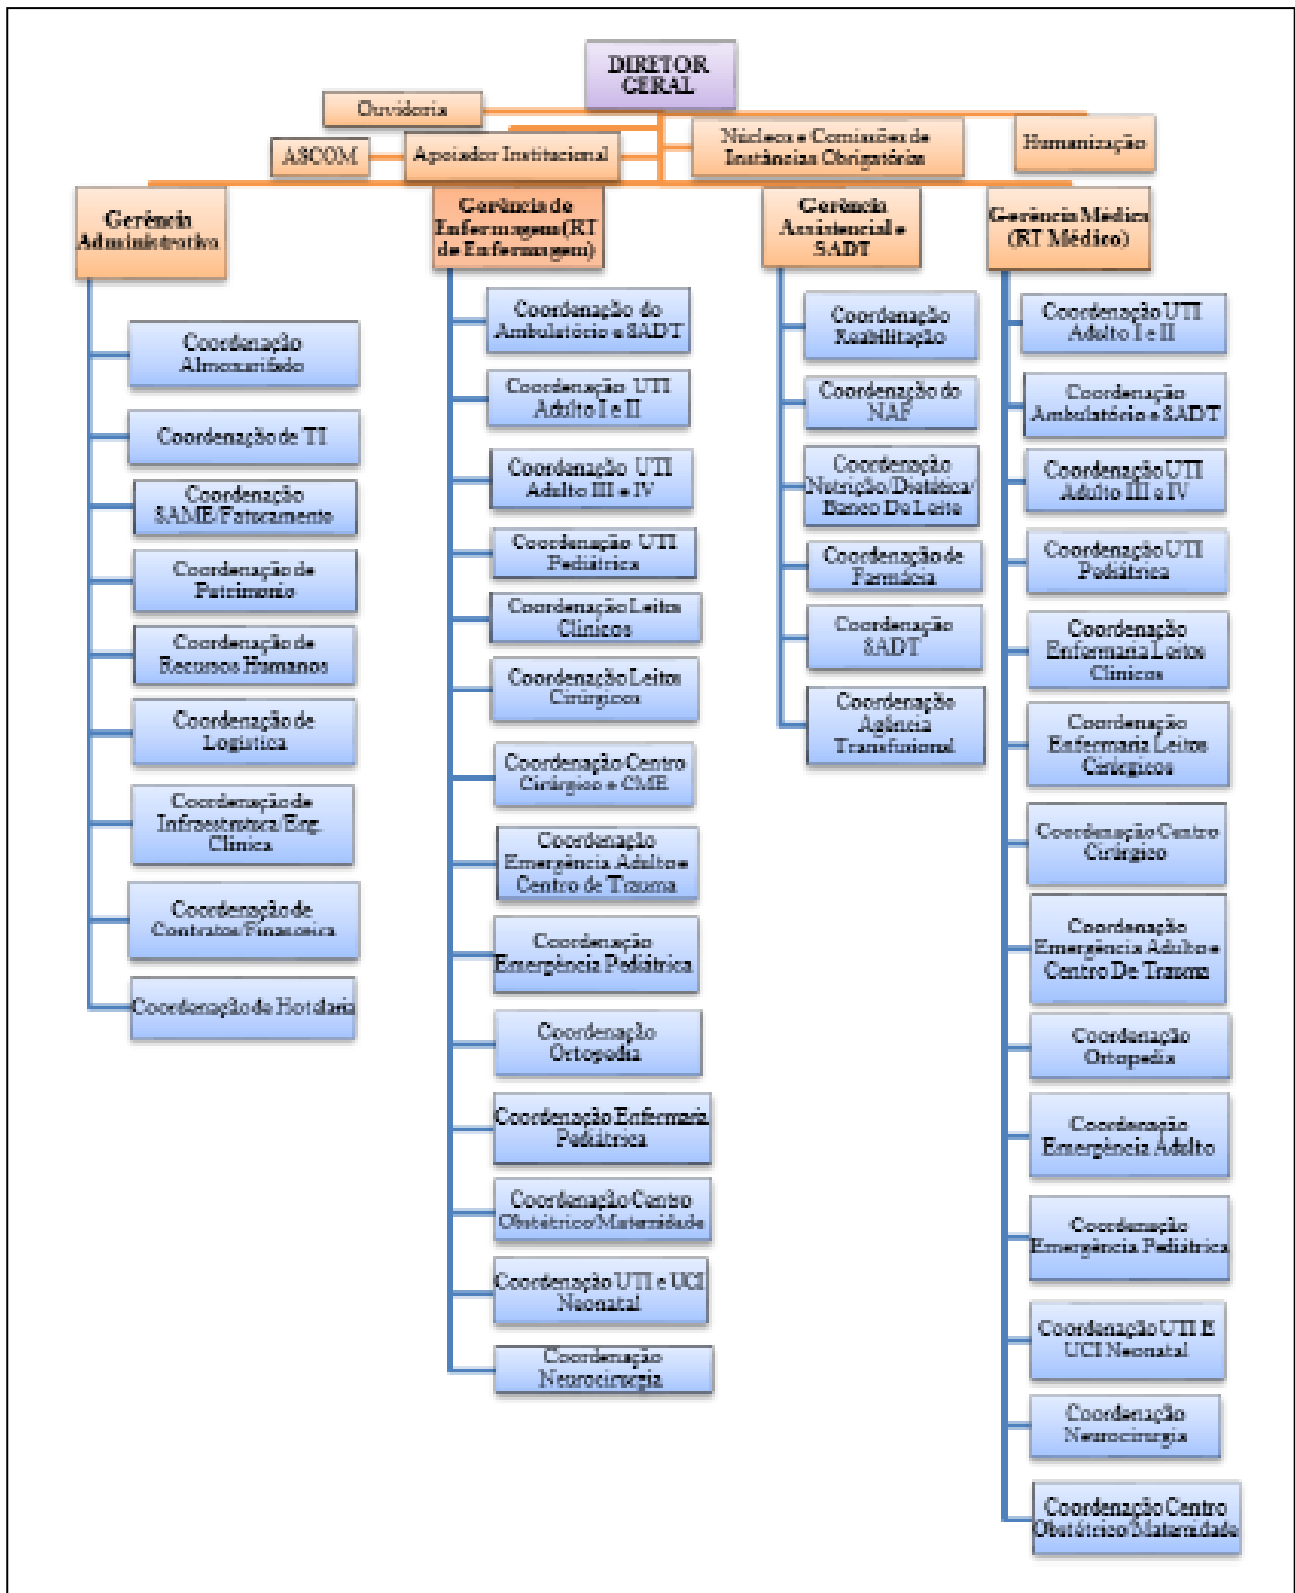 DIRETOR
GERAL
Ouvidoria
ASCOM
Apoiador Institucional
Núcleos e Comissões de
Instâncias Obrigatórias
Humanização
Gerência
Administrativa
Gerência de
Enfermagem (RT
de Enfermagem)
Gerência
Assistencial e
SADT
Gerência Médica
(RT Médico)
Coordenação
Almoxarifado
Coordenação de TI
Coordenação
SAME/Faturamento
Coordenação de
Patrimonio
Coordenação de
Recursos Humanos
Coordenação de
Logística
Coordenação de
Infraestrutura/Eng.
Clínica
Coordenação de
Contratos/Financeira
Coordenação de Hotelaria
Coordenação do
Ambulatório e SADT
Coordenação UTI
Adulto I e II
Coordenação UTI
Adulto III e IV
Coordenação UTI
Pediátrica
Coordenação Leitos
Clínicos
Coordenação Leitos
Cirúrgicos
Coordenação Centro
Cirúrgico e CME
Coordenação
Emergência Adulto e
Centro de Trauma
Coordenação
Emergência Pediátrica
Coordenação
Ortopedia
Coordenação Enfermaria
Pediátrica
Coordenação Centro
Obstétrico/Maternidade
Coordenação UTI e UCI
Neonatal
Coordenação
Neurocirurgia
Coordenação
Reabilitação
Coordenação do
Coordenação
Nutrição/Dietética/
Banco De Leite
Coordenação de
Farmácia
Coordenação
SADT
Coordenação
Agência
Transfusional
Coordenação UTI
Adulto I e II
Coordenação
Ambulatório e SADT
Coordenação UTI
Adulto III e IV
Coordenação UTI
Pediátrica
Coordenação
Enfermaria Leitos
Clínicos
Coordenação
Enfermaria Leitos
Cirúrgicos
Coordenação Centro
Cirúrgico
Coordenação
Emergência Adulto e
Centro De Trauma
Coordenação
Ortopedia
Coordenação
Emergência Adulto
Coordenação
Emergência Pediátrica
Coordenação UTI E
UCI Neonatal
Coordenação
Neurocirurgia
Coordenação Centro
Obstétrico/Maternidade